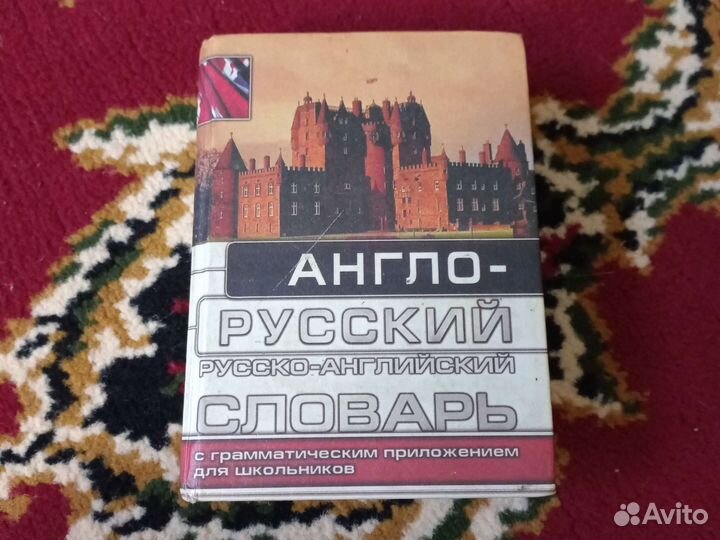 АНГЛО-
РУССКИЙ
РУССКО-АНГЛИЙСКИЙ
СЛОВАРЬ
с грамматическим приложением
для школьников
Avito